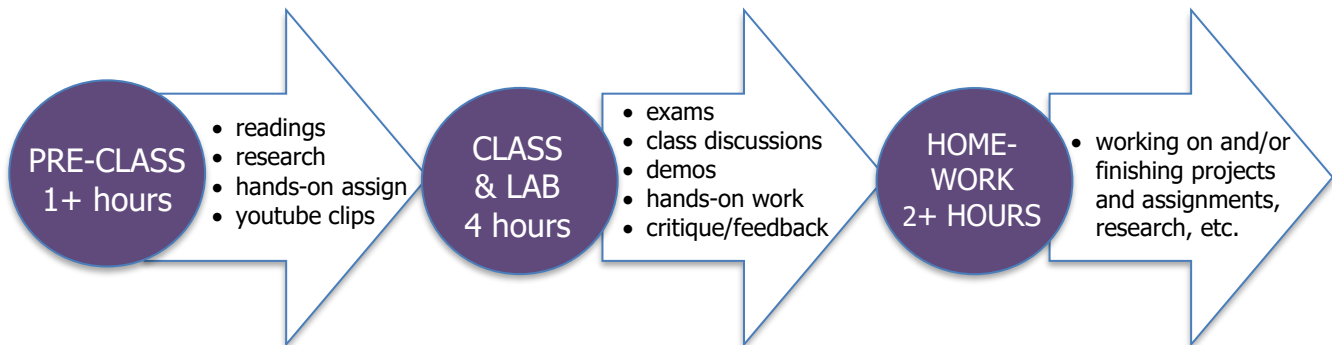 PRE-CLASS
1+ hours
• readings
• research
• hands-on assign
• youtube clips
CLASS
& LAB
4 hours
• exams
• class discussions
• demos
• hands-on work
• critique/feedback
HOME-
WORK
2+ HOURS
• working on and/or
finishing projects
and assignments,
research, etc.